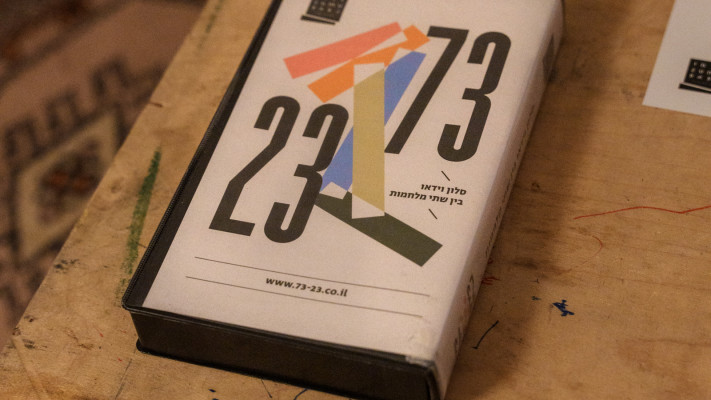 73
23
סלון וידאו
בין שתי מלחמות
www.73-23.co.il